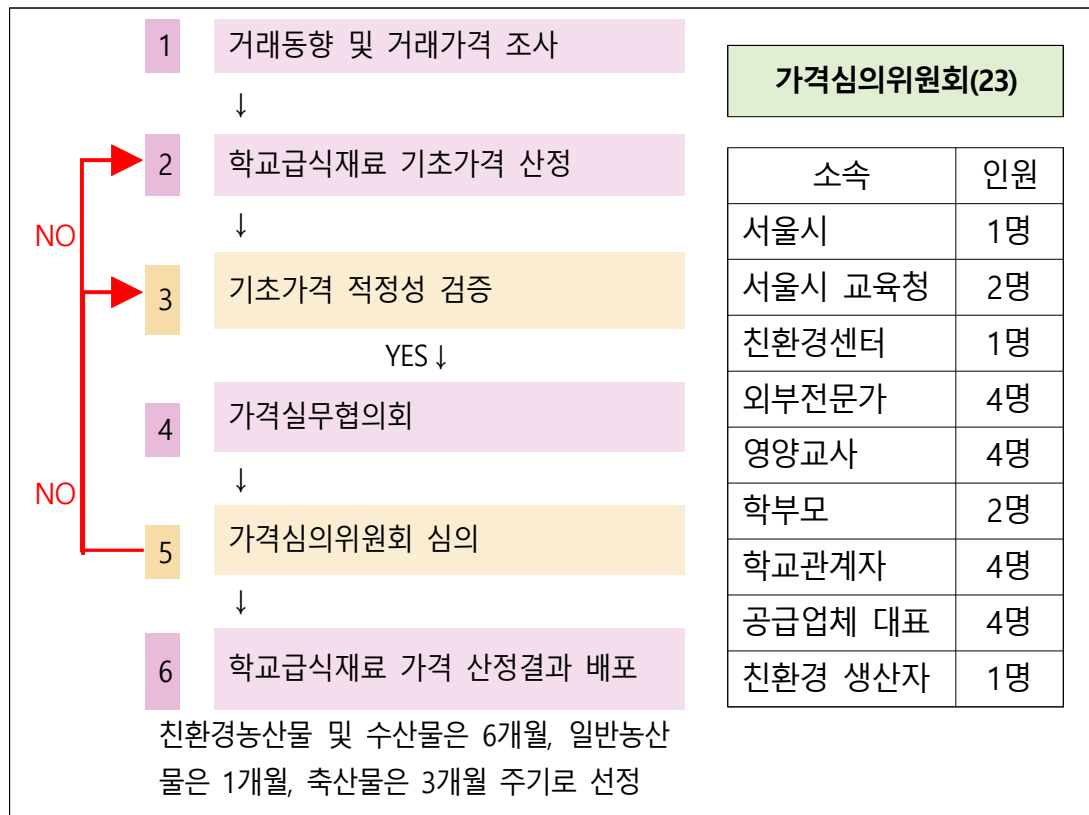 1 거래동향 및 거래가격 조사
↓
2 학교급식재료 기초가격 산정
NO
↓
3 기초가격 적정성 검증
YES ↓
4 가격실무협의회
NO
↓
5 가격심의위원회 심의
↓
6 학교급식재료 가격 산정결과 배포
친환경농산물 및 수산물은 6개월, 일반농산
물은 1개월, 축산물은 3개월 주기로 선정
가격심의위원회(23)
소속 인원
서울시 1명
서울시 교육청 2명
친환경센터 1명
외부전문가 4명
영양교사 4명
학부모 2명
학교관계자 4명
공급업체 대표 4명
친환경 생산자 1명